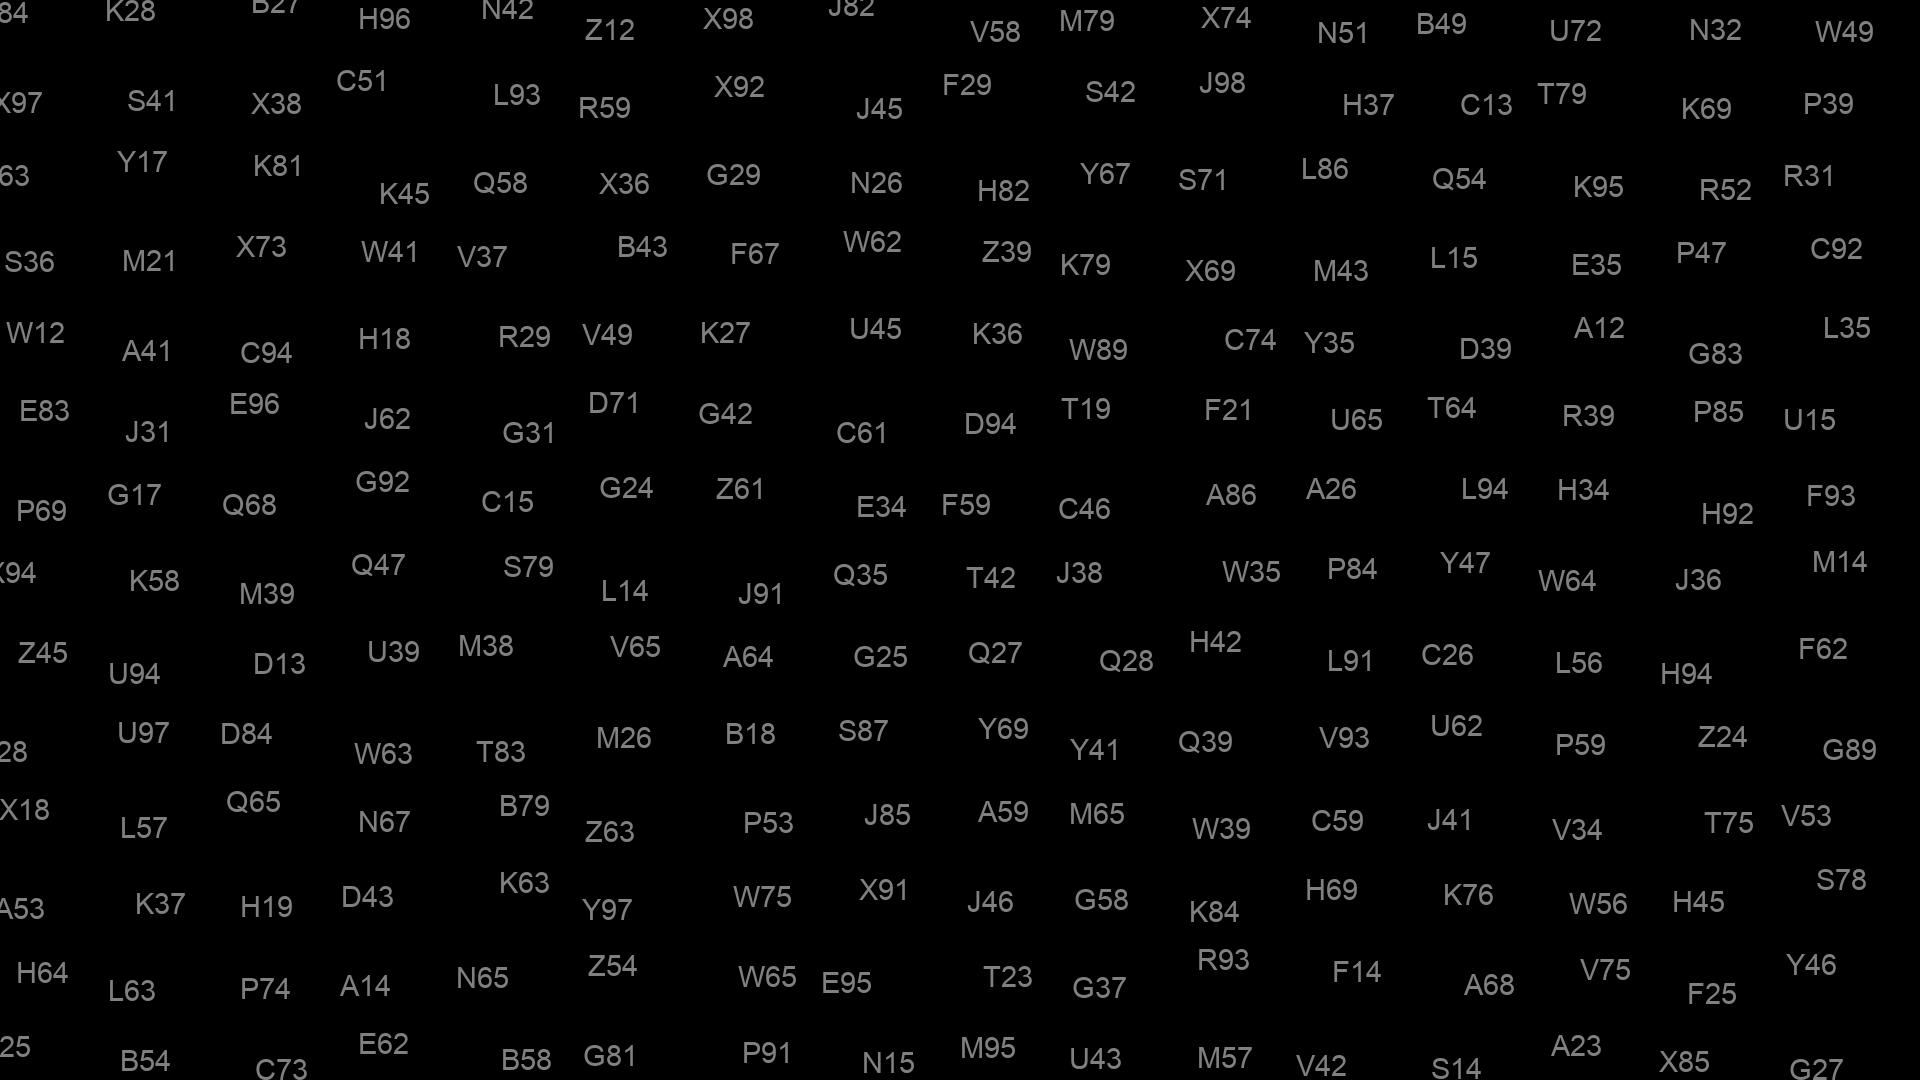 84 K28 B27 H96 N42 Z12 X98 J82 V58 M79 X74 N51 B49 U72 N32 W49
X97 S41 X38 C51 L93 R59 X92 J45 F29 S42 J98 H37 C13 T79 K69 P39
63 Y17 K81 K45 Q58 X36 G29 N26 H82 Y67 S71 L86 Q54 K95 R52 R31
S36 M21 X73 W41 V37 B43 F67 W62 Z39 K79 X69 M43 L15 E35 P47 C92
W12 A41 C94 H18 R29 V49 K27 U45 K36 W89 C74 Y35 D39 A12 G83 L35
E83 J31 E96 J62 G31 D71 G42 C61 D94 T19 F21 U65 T64 R39 P85 U15
P69 G17 Q68 G92 C15 G24 Z61 E34 F59 C46 A86 A26 L94 H34 H92 F93
94 K58 M39 Q47 S79 L14 J91 Q35 T42 J38 W35 P84 Y47 W64 J36 M14
Z45 U94 D13 U39 M38 V65 A64 G25 Q27 Q28 H42 L91 C26 L56 H94 F62
28 U97 D84 W63 T83 M26 B18 S87 Y69 Y41 Q39 V93 U62 P59 Z24 G89
X18 L57 Q65 N67 B79 Z63 P53 J85 A59 M65 W39 C59 J41 V34 T75 V53
A53 K37 H19 D43 K63 Y97 W75 X91 J46 G58 K84 H69 K76 W56 H45 S78
H64 L63 P74 A14 N65 Z54 W65 E95 T23 G37 R93 F14 A68 V75 F25 Y46
25 B54 C73 E62 B58 G81 P91 N15 M95 U43 M57 V42 S14 A23 X85 G27